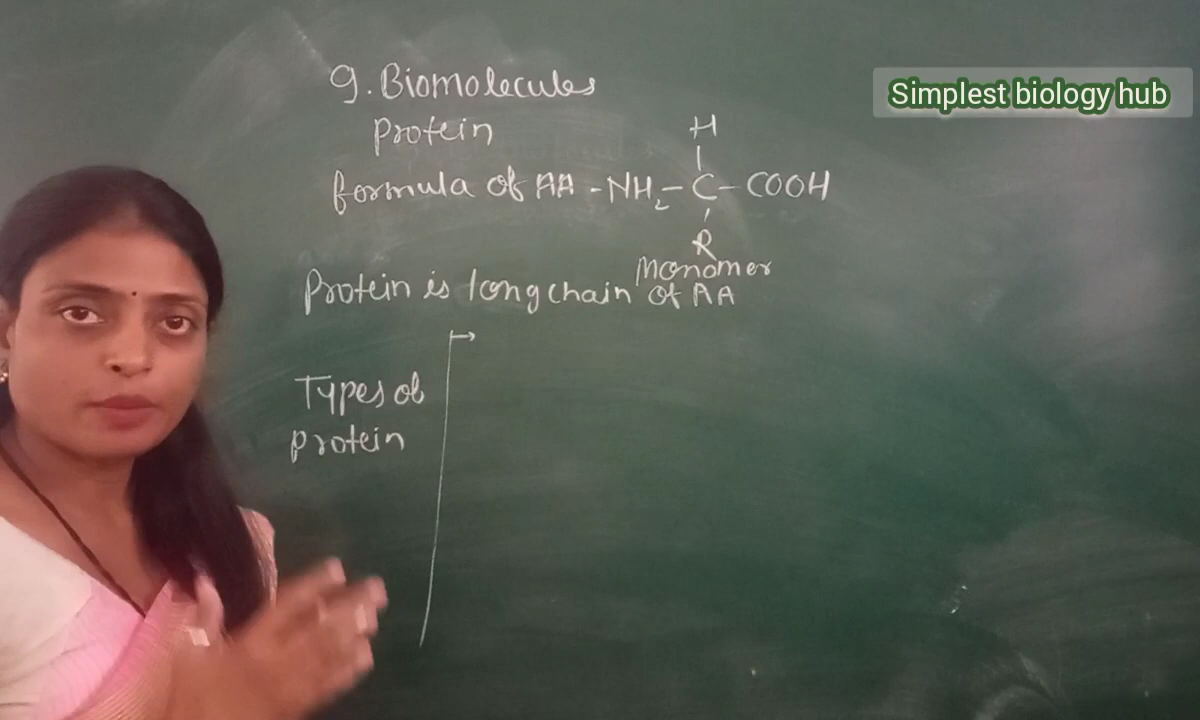 Simplest biology hub
9. Biomolecules
Protein
H
formula of AA - NH₂ - C - COOH
R
Monomer
Protein is long chain of AA
Types of
protein